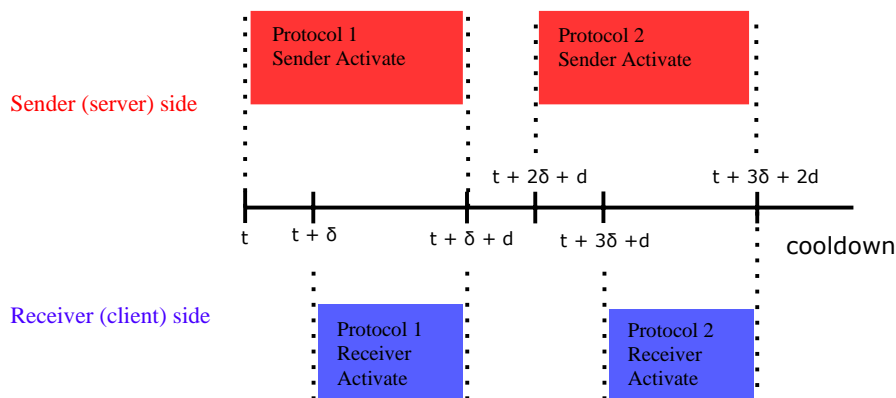 Protocol 1
Sender Activate
Protocol 2
Sender Activate
Sender (server) side
t + 2δ + d
t + 3δ + 2d
t
t + δ
t + δ + d
t + 3δ +d
cooldown
Receiver (client) side
Protocol 1
Receiver
Activate
Protocol 2
Receiver
Activate